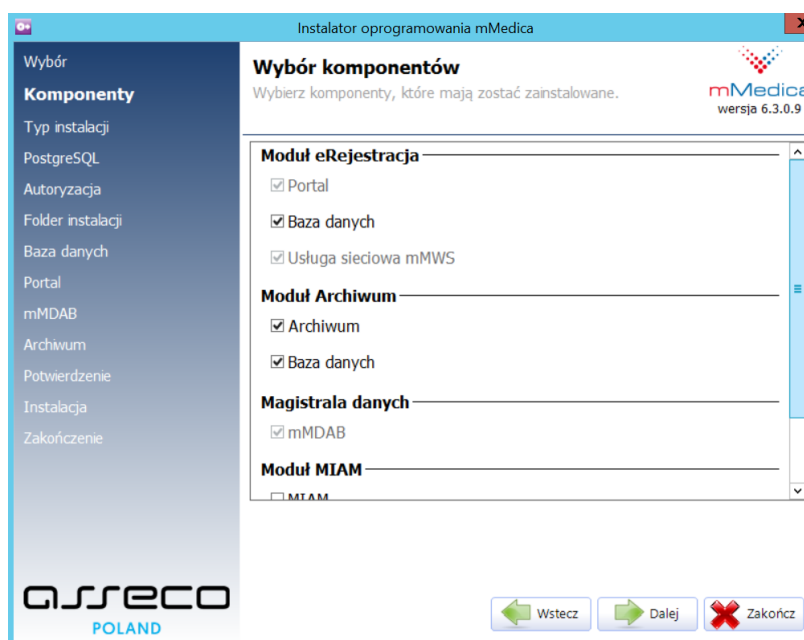 Instalator oprogramowania mMedica
Wybór
Komponenty
Typ instalacji
PostgreSQL
Autoryzacja
Folder instalacji
Baza danych
Portal
mMDAB
Archiwum
Potwierdzenie
Instalacja
Zakończenie
asseco
POLAND
Wybór komponentów
Wybierz komponenty, które mają zostać zainstalowane.
mMedica
wersja 6.3.0.9
Moduł eRejestracja
Portal
Baza danych
Usługa sieciowa mMWS
Moduł Archiwum
Archiwum
Baza danych
Magistrala danych
mMDAB
Moduł MIAM
MIAM
Wstecz
Dalej
Zakończ